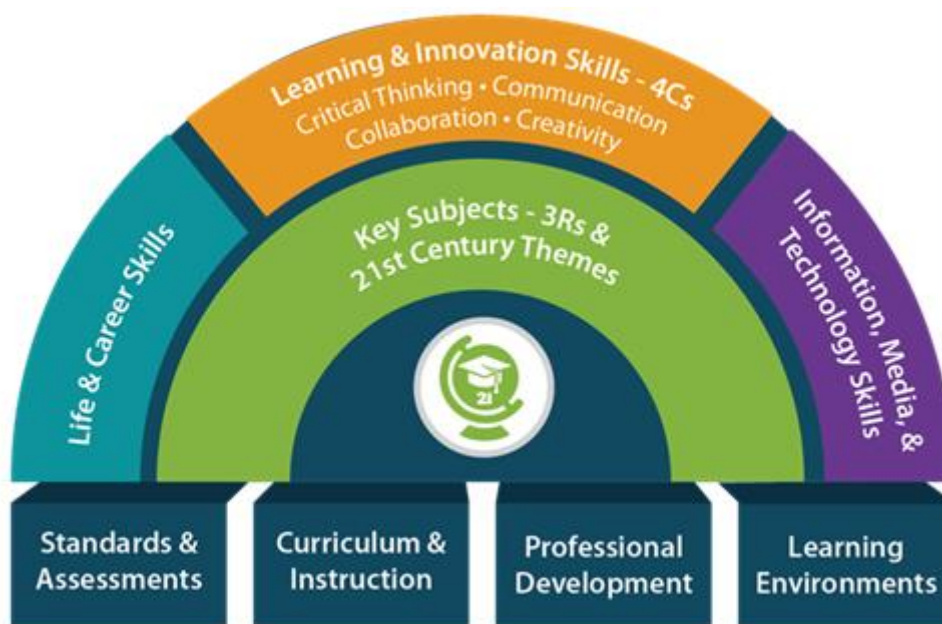 Learning & Innovation Skills - 4Cs
Critical Thinking • Communication
Collaboration • Creativity
Life & Career Skills
Key Subjects - 3Rs &
21st Century Themes
Information, Media, &
Technology Skills
21
Standards &
Assessments
Curriculum &
Instruction
Professional
Development
Learning
Environments